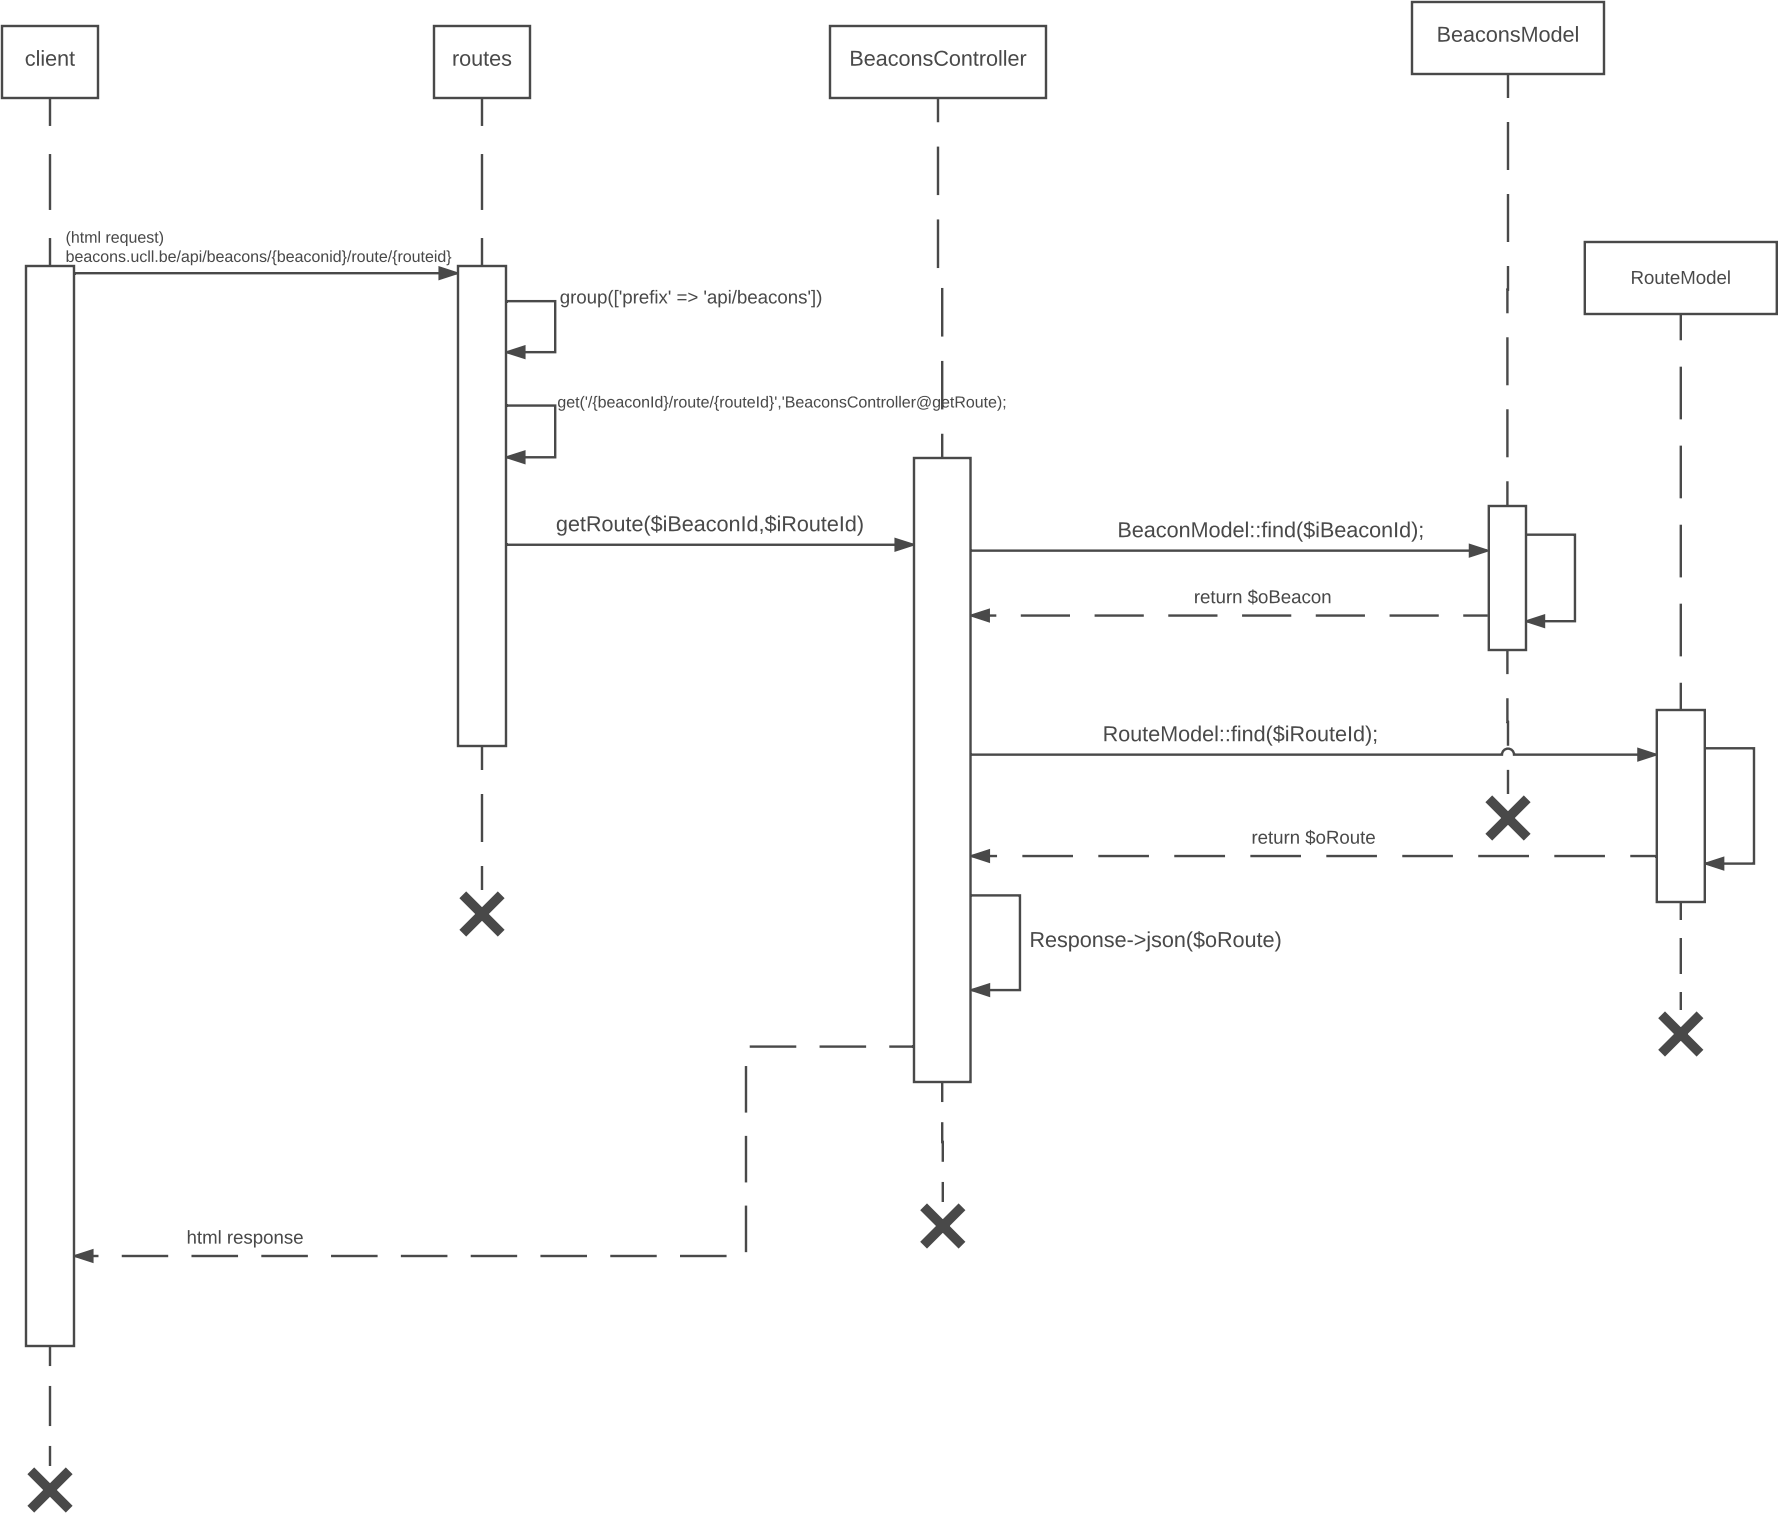 client
routes
BeaconsController
BeaconsModel
RouteModel
(html request)
beacons.ucll.be/api/beacons/{beaconid}/route/{routeid}
group(['prefix' => 'api/beacons'])
get('/{beaconId}/route/{routeId}','BeaconsController@getRoute);
getRoute($iBeaconId,$iRouteId)
BeaconModel::find($iBeaconId);
return $oBeacon
RouteModel::find($iRouteId);
return $oRoute
Response->json($oRoute)
html response